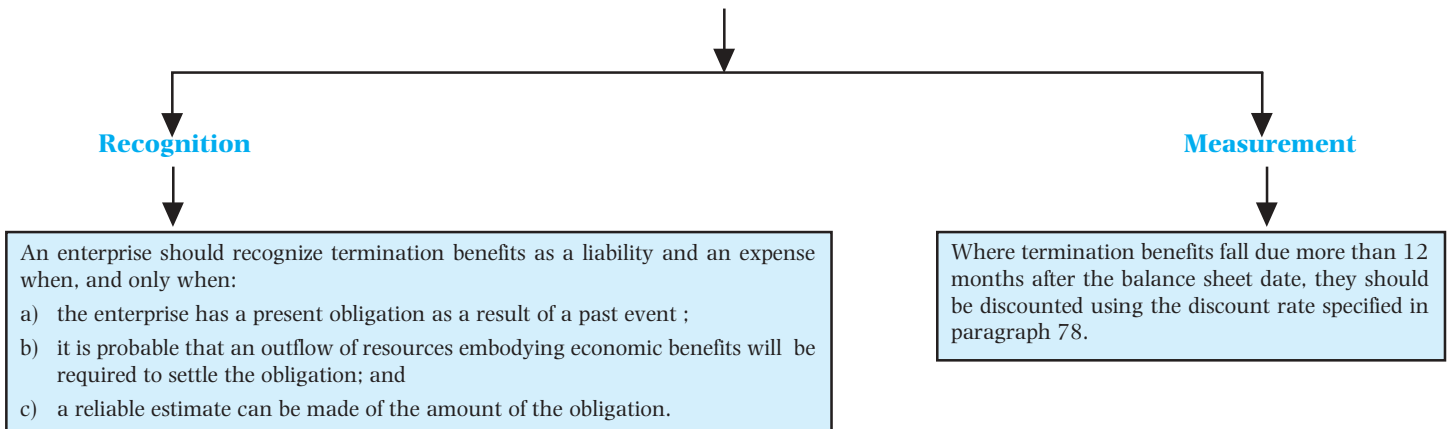 Recognition
An enterprise should recognize termination benefits as a liability and an expense
when, and only when:
a) the enterprise has a present obligation as a result of a past event ;
b) it is probable that an outflow of resources embodying economic benefits will be
required to settle the obligation; and
c) a reliable estimate can be made of the amount of the obligation.
Measurement
Where termination benefits fall due more than 12
months after the balance sheet date, they should
be discounted using the discount rate specified in
paragraph 78.